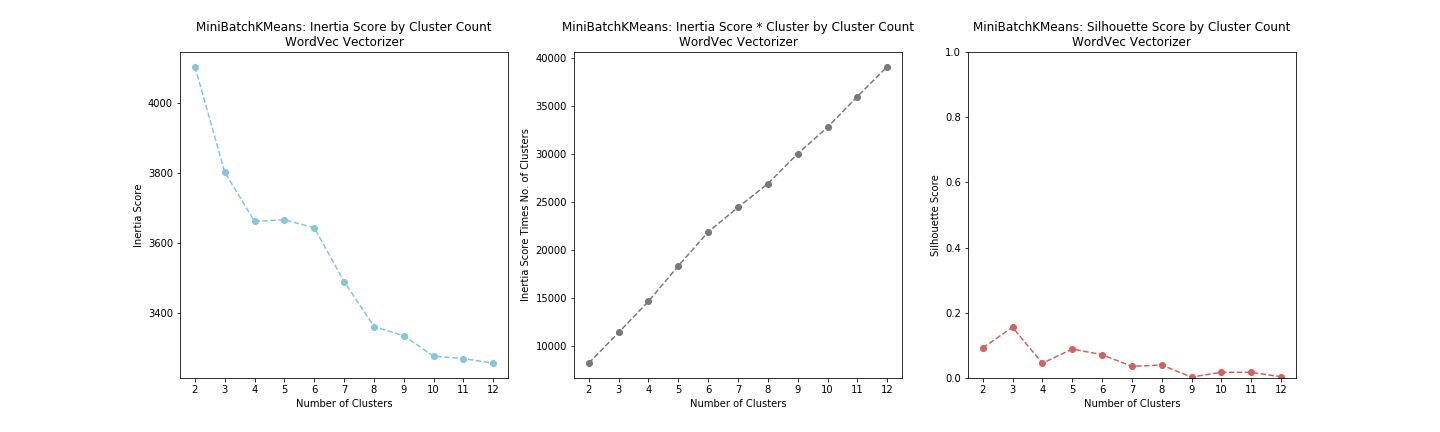 MiniBatchKMeans: Inertia Score by Cluster Count
WordVec Vectorizer
4000
3800
3600
3400
Inertia Score
2 3 4 5 6 7 8 9 10 11 12
Number of Clusters
MiniBatchKMeans: Inertia Score * Cluster by Cluster Count
WordVec Vectorizer
40000
35000
30000
25000
20000
15000
10000
Inertia Score Times No. of Clusters
2 3 4 5 6 7 8 9 10 11 12
Number of Clusters
MiniBatchKMeans: Silhouette Score by Cluster Count
WordVec Vectorizer
1.0
0.8
0.6
0.4
0.2
0.0
Silhouette Score
2 3 4 5 6 7 8 9 10 11 12
Number of Clusters